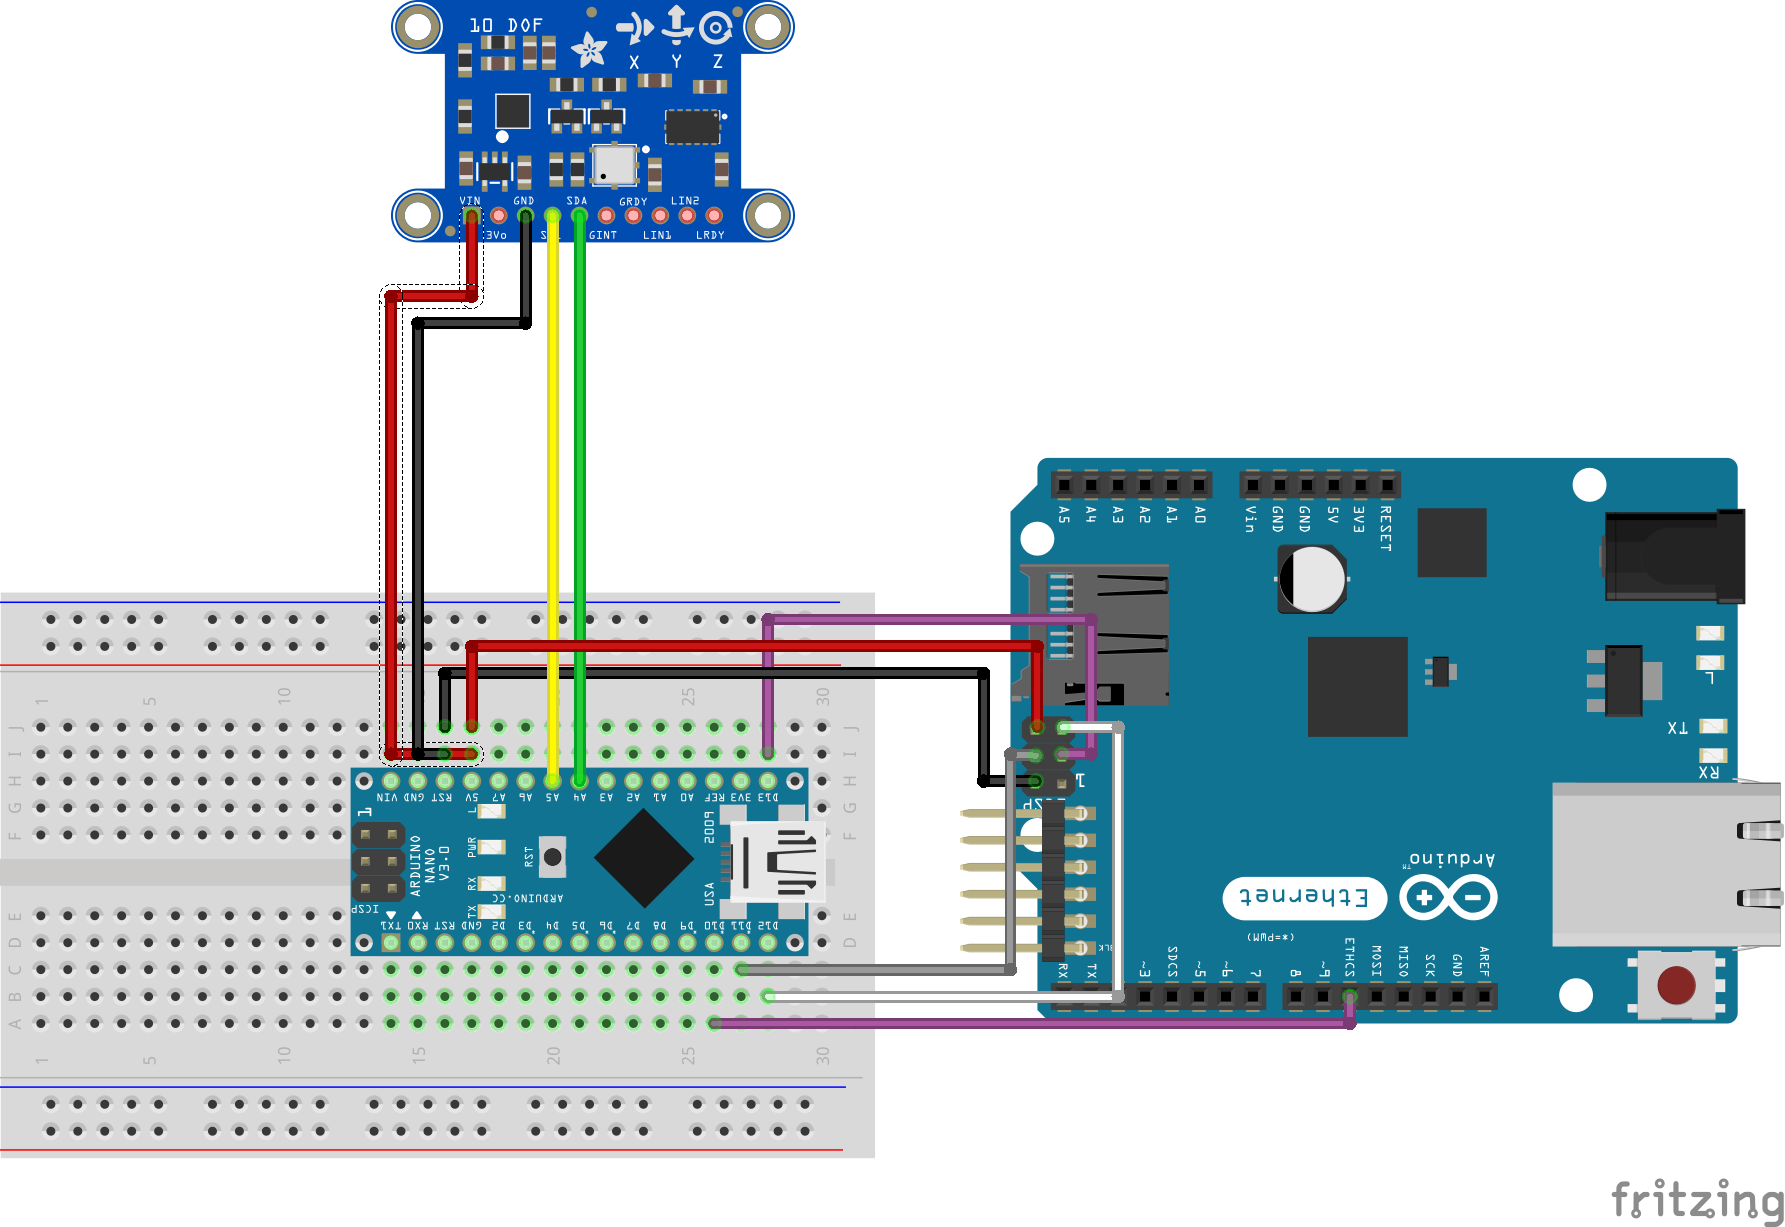 10 DOF
X Y Z
VIN GND SDA GRDY LIN2
3Vo GINT LIN1 LRDY
A5 A4 A3 A2 A1 A0 Vin GND GND 5V 3V3 RESET
L
TX
RX
1
ICSP
1 5 10 25 30
J J
I I
H H
G G
F F
E E
D D
C C
B B
A A
VIN GND RST 5V A7 A6 A5 A4 A3 A2 A1 A0 REF 3V3 D13
1
L
PWR
RX
TX
RST
ARDUINO
NANO
V3.0
ARDUINO.CC
USA
ICSP
TX1 RX0 RST GND D2 D3 D4 D5 D6 D7 D8 D9 D10 D11 D12
Arduino™
Ethernet
(*=PWM)
BLK
RX TX ~3 SDCS ~5 ~6 7 8 ~9 ETHCS MOSI MISO SCK GND AREF
1 5 10 15 20 25 30
fritzing